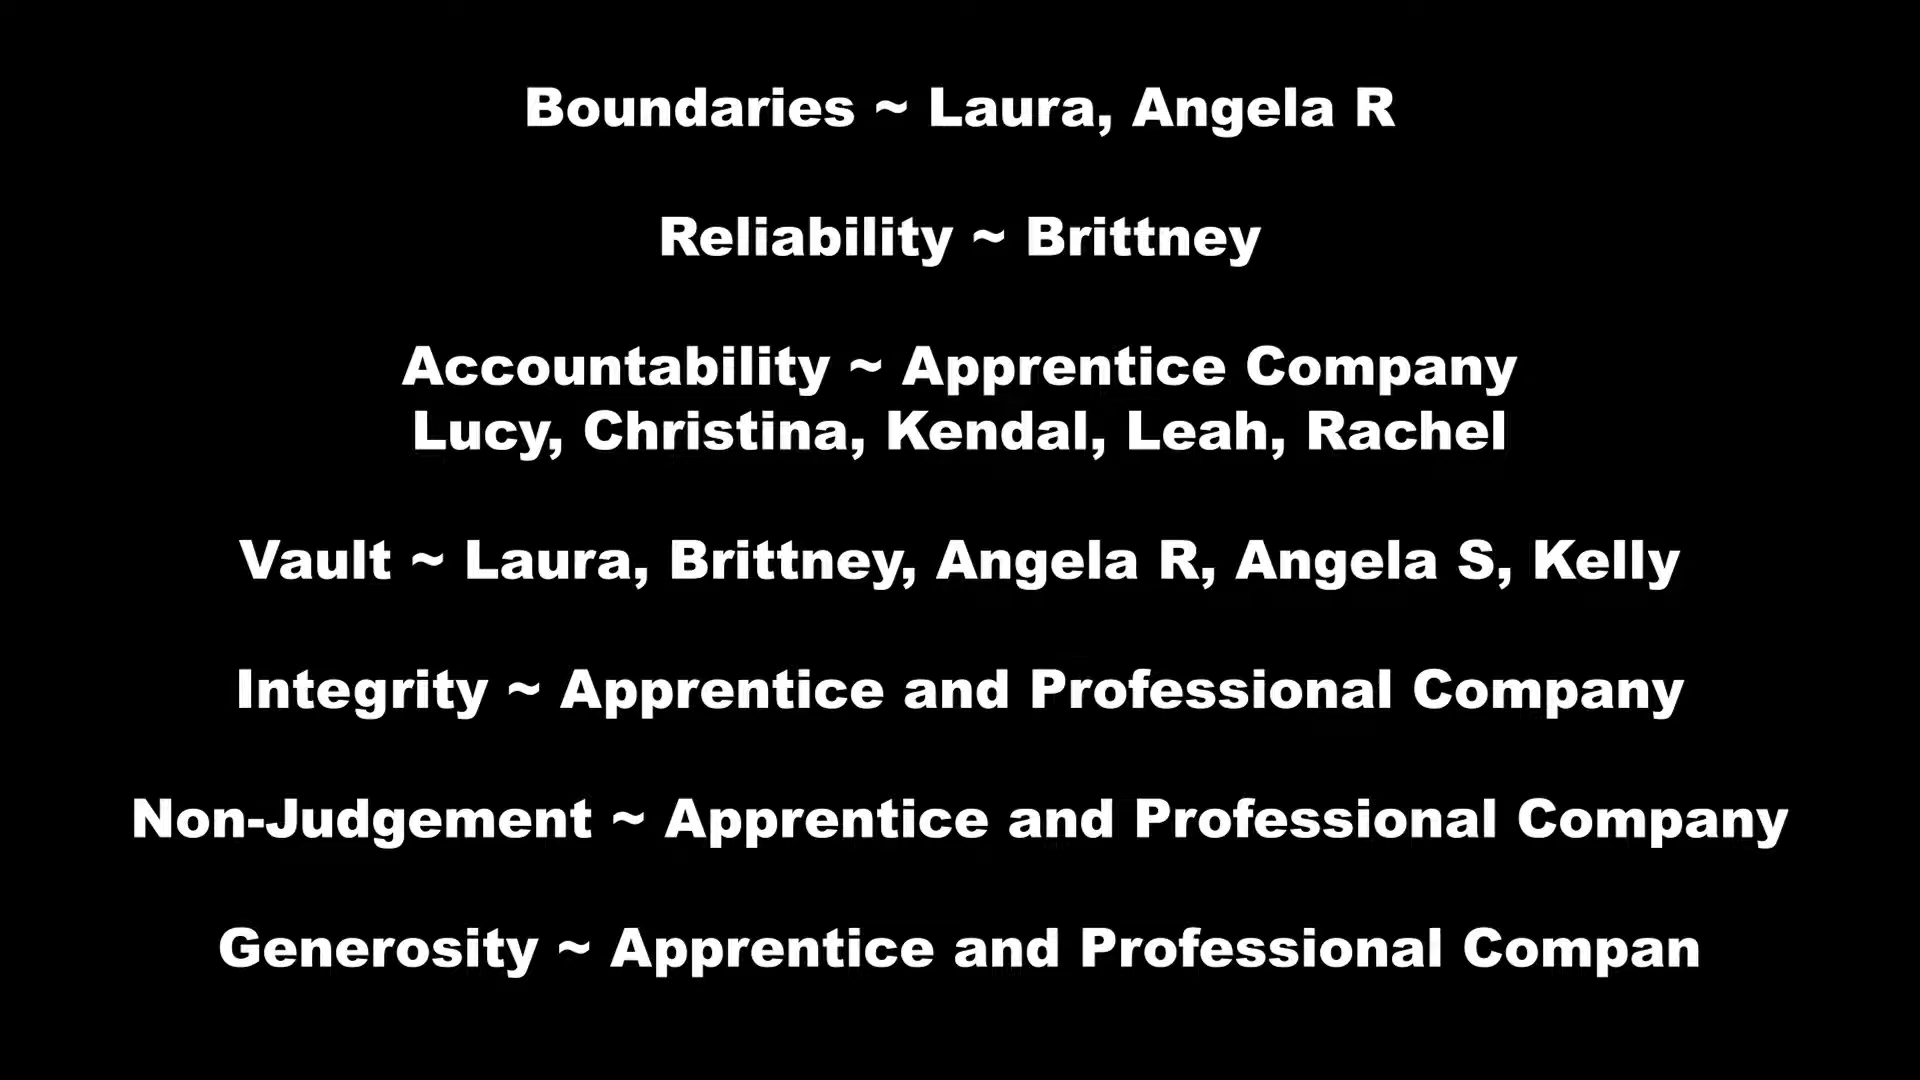 Boundaries ~ Laura, Angela R
Reliability ~ Brittney
Accountability ~ Apprentice Company
Lucy, Christina, Kendal, Leah, Rachel
Vault ~ Laura, Brittney, Angela R, Angela S, Kelly
Integrity ~ Apprentice and Professional Company
Non-Judgement ~ Apprentice and Professional Company
Generosity ~ Apprentice and Professional Compan